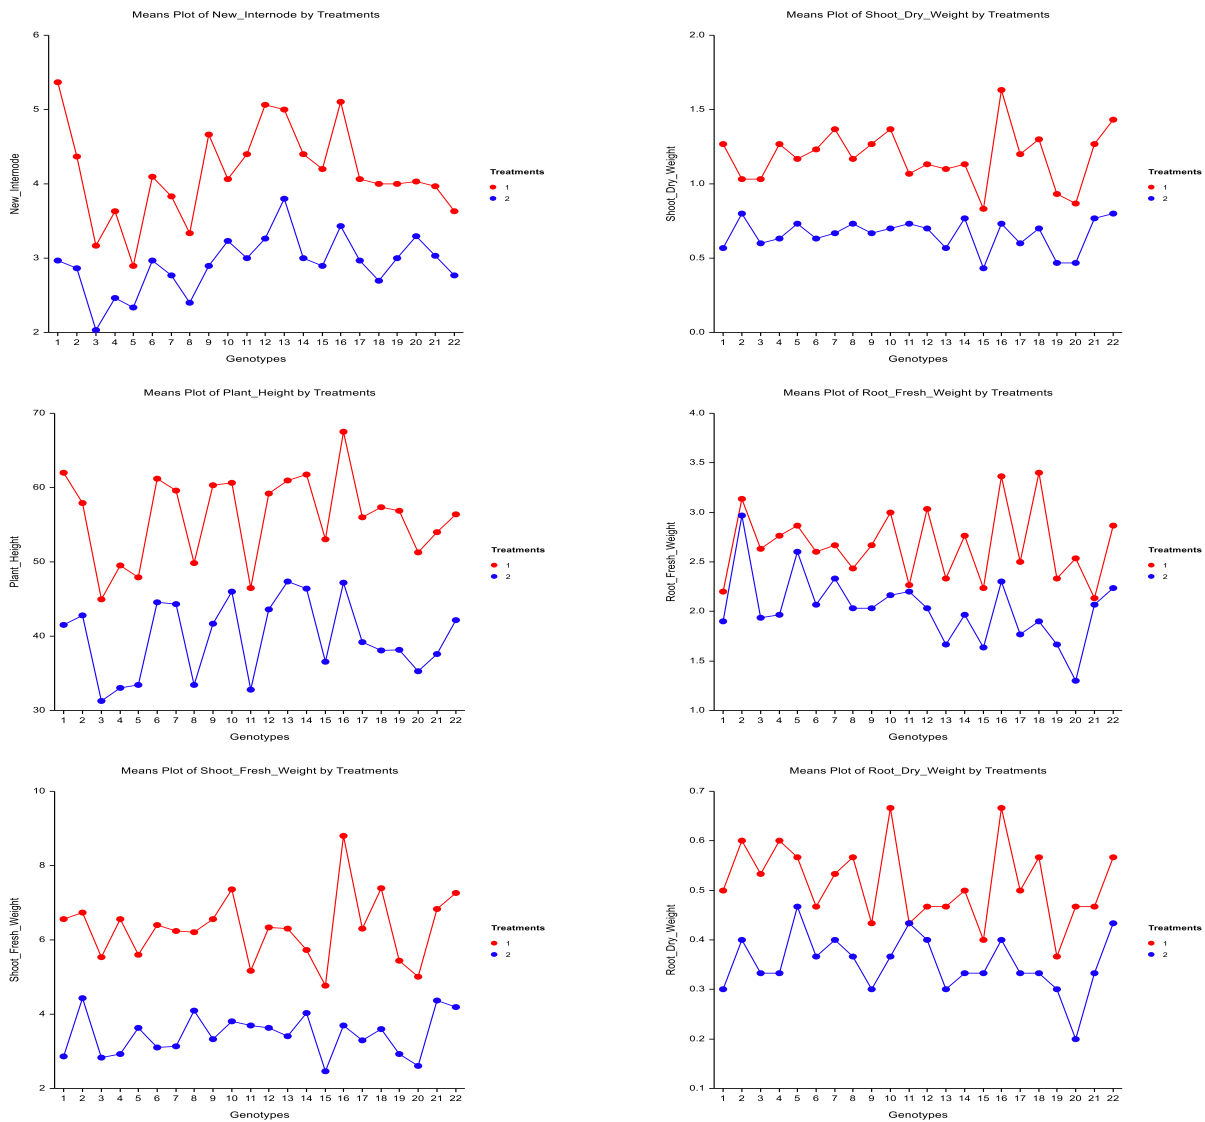 Means Plot of New_Internode by Treatments
6
5
4
3
2
New_Internode
1 2 3 4 5 6 7 8 9 10 11 12 13 14 15 16 17 18 19 20 21 22
Genotypes
Treatments
1
2
Means Plot of Shoot_Dry_Weight by Treatments
2.0
1.5
1.0
0.5
0.0
Shoot_Dry_Weight
1 2 3 4 5 6 7 8 9 10 11 12 13 14 15 16 17 18 19 20 21 22
Genotypes
Treatments
1
2
Means Plot of Plant_Height by Treatments
70
60
50
40
30
Plant_Height
1 2 3 4 5 6 7 8 9 10 11 12 13 14 15 16 17 18 19 20 21 22
Genotypes
Treatments
1
2
Means Plot of Root_Fresh_Weight by Treatments
4.0
3.5
3.0
2.5
2.0
1.5
1.0
Root_Fresh_Weight
1 2 3 4 5 6 7 8 9 10 11 12 13 14 15 16 17 18 19 20 21 22
Genotypes
Treatments
1
2
Means Plot of Shoot_Fresh_Weight by Treatments
10
8
6
4
2
Shoot_Fresh_Weight
1 2 3 4 5 6 7 8 9 10 11 12 13 14 15 16 17 18 19 20 21 22
Genotypes
Treatments
1
2
Means Plot of Root_Dry_Weight by Treatments
0.7
0.6
0.5
0.4
0.3
0.2
0.1
Root_Dry_Weight
1 2 3 4 5 6 7 8 9 10 11 12 13 14 15 16 17 18 19 20 21 22
Genotypes
Treatments
1
2